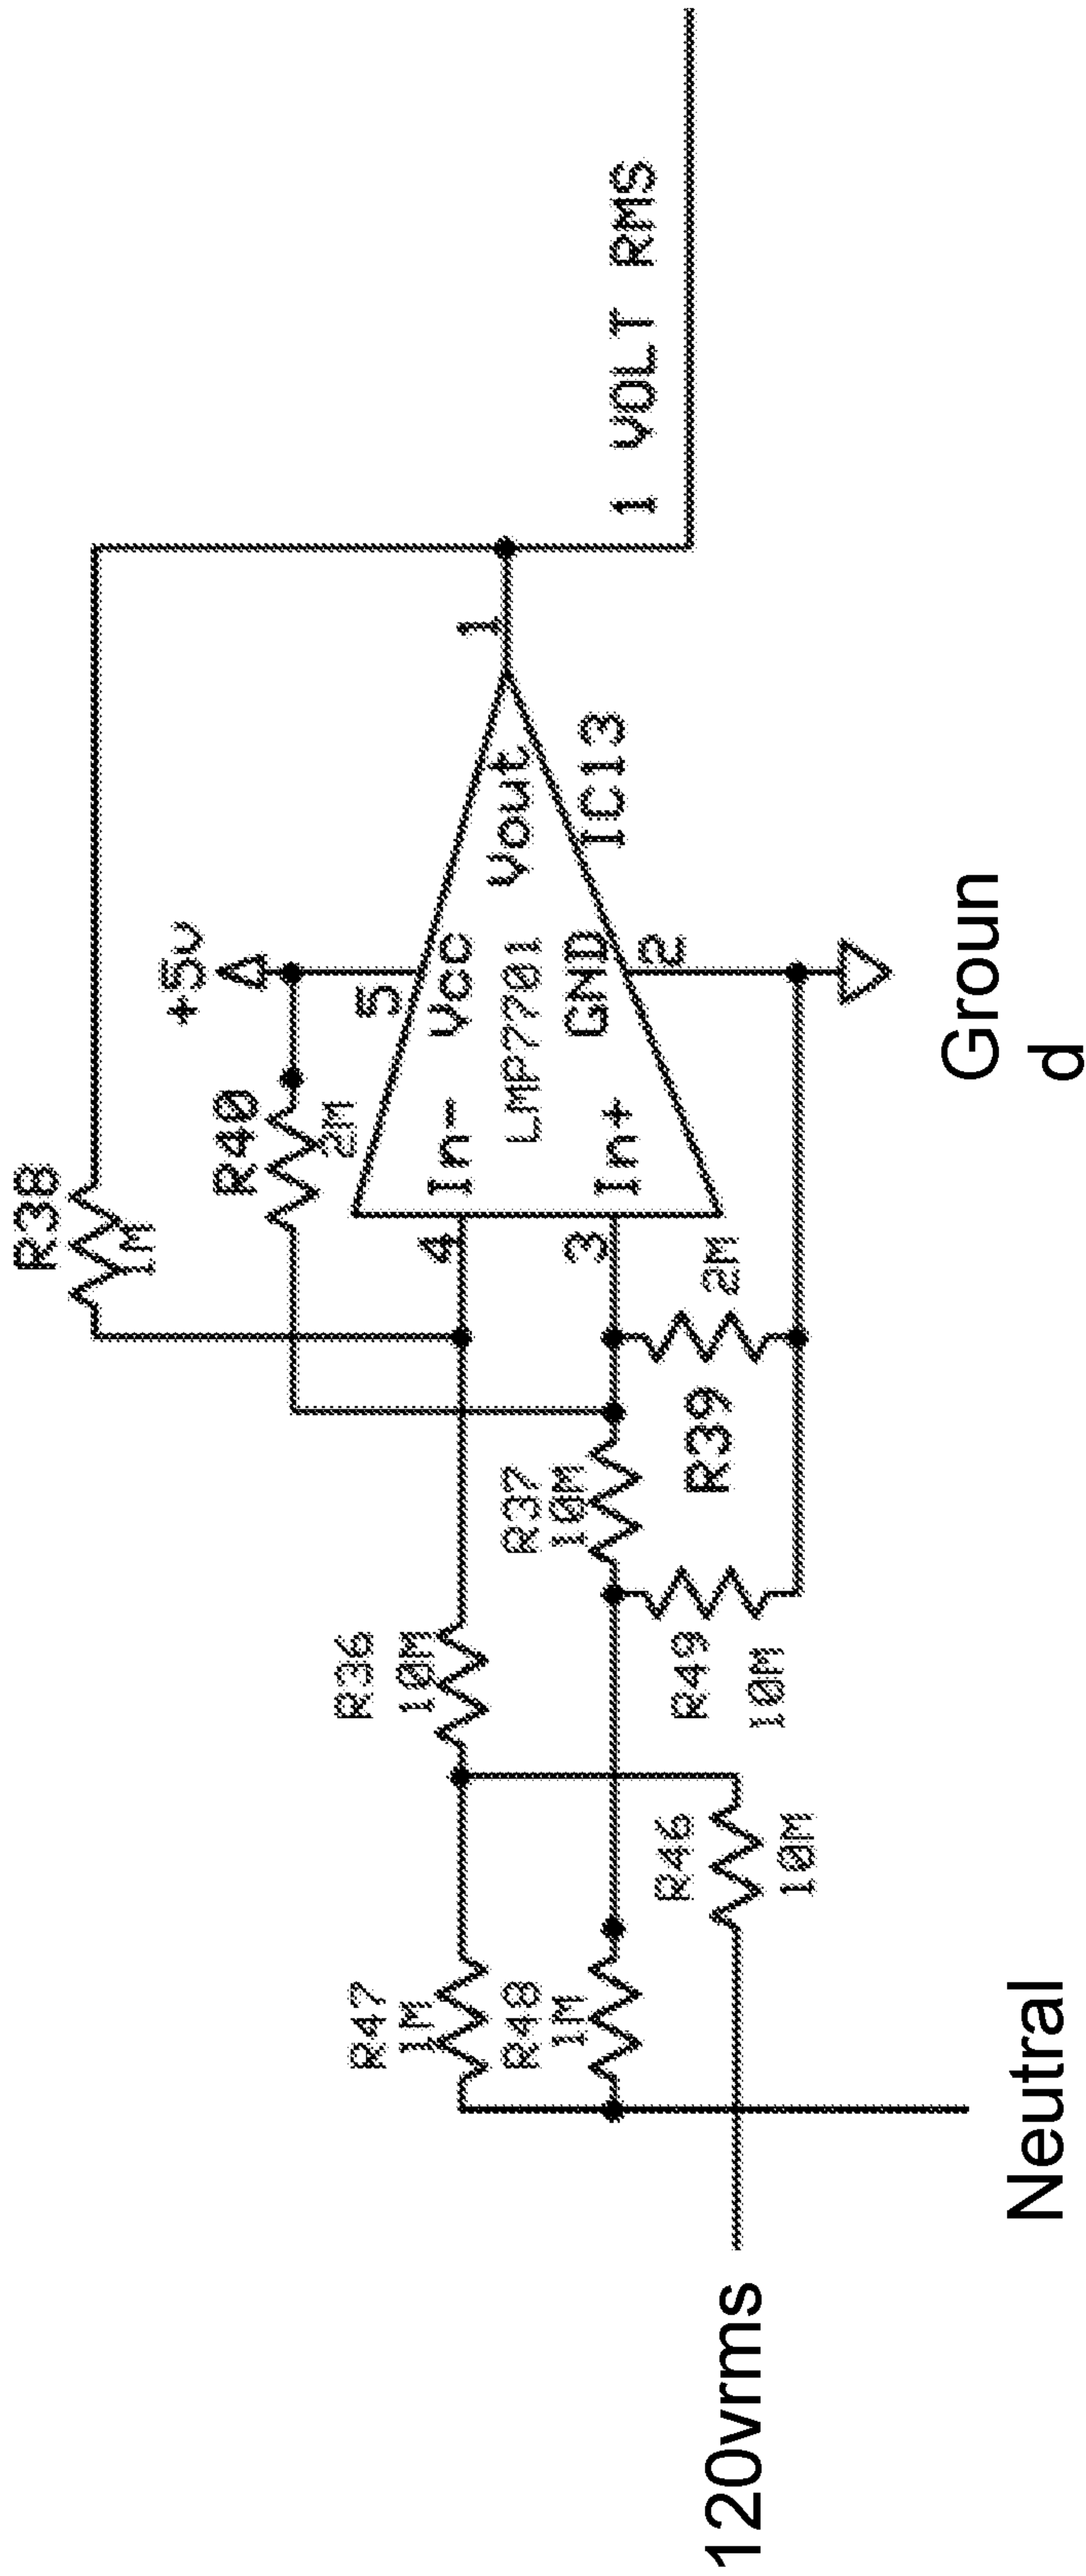 R38
1M
+5v
R40
2M
1
1 VOLT RMS
5
Vcc
Vout
In-
LMP7701
IC13
4
In+
GND
2
3
2M
R39
Groun
d
R36
10M
R37
10M
R49
10M
R47
1M
R48
1M
R46
10M
120vrms
Neutral